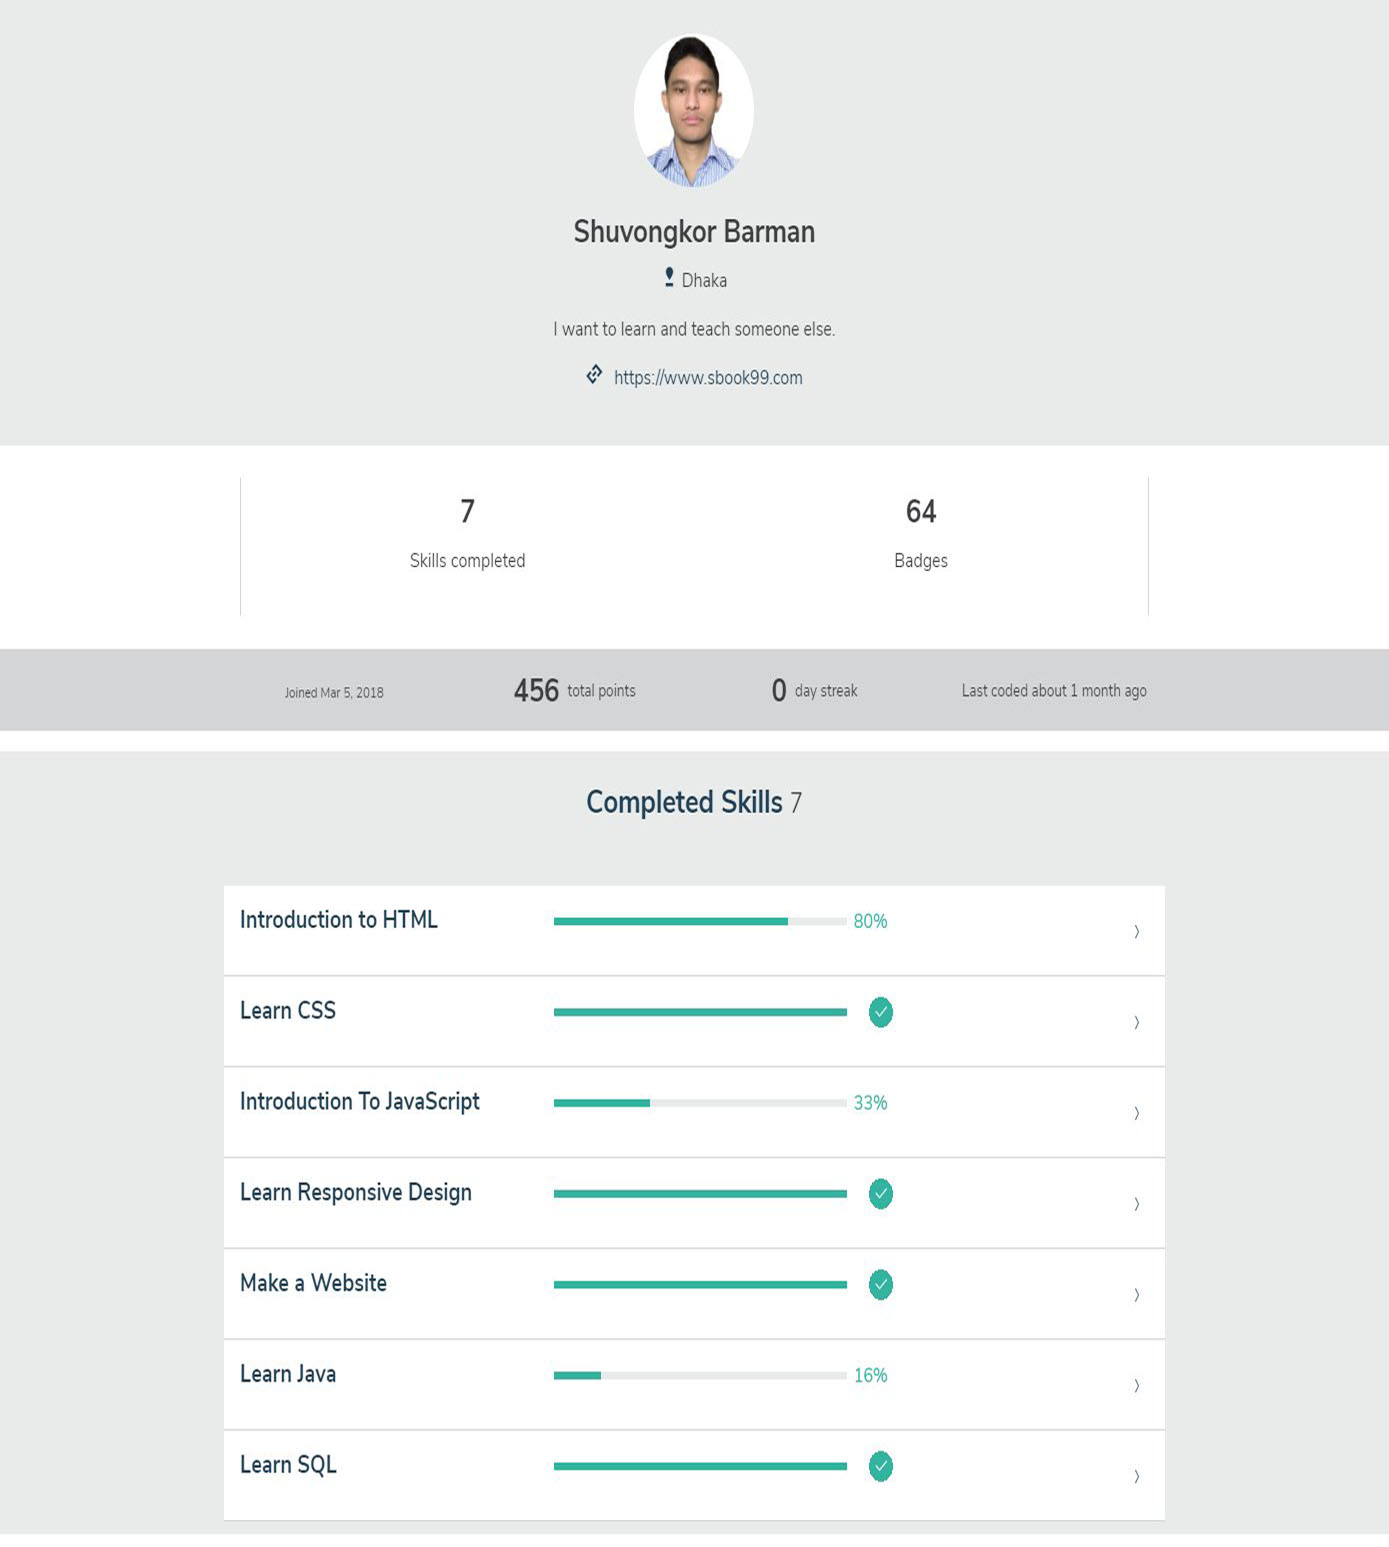 Shuvongkor Barman
Dhaka
I want to learn and teach someone else.
https://www.sbook99.com
7
Skills completed
64
Badges
Joined Mar 5, 2018
456 total points
0 day streak
Last coded about 1 month ago
Completed Skills 7
Introduction to HTML 80%
Learn CSS
Introduction To JavaScript 33%
Learn Responsive Design
Make a Website
Learn Java 16%
Learn SQL